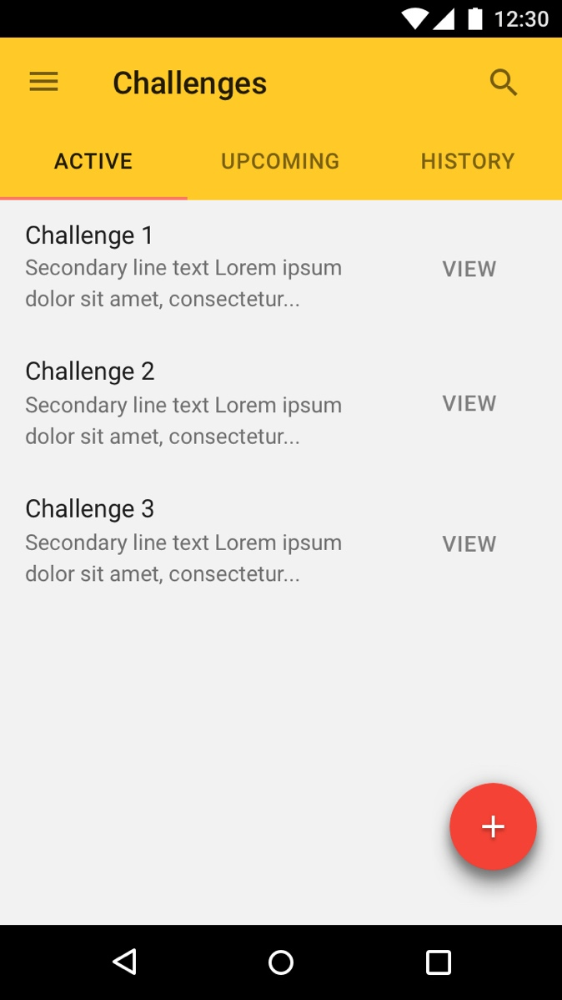 12:30
Challenges
ACTIVE UPCOMING HISTORY
Challenge 1
Secondary line text Lorem ipsum
dolor sit amet, consectetur...
VIEW
Challenge 2
Secondary line text Lorem ipsum
dolor sit amet, consectetur...
VIEW
Challenge 3
Secondary line text Lorem ipsum
dolor sit amet, consectetur...
VIEW